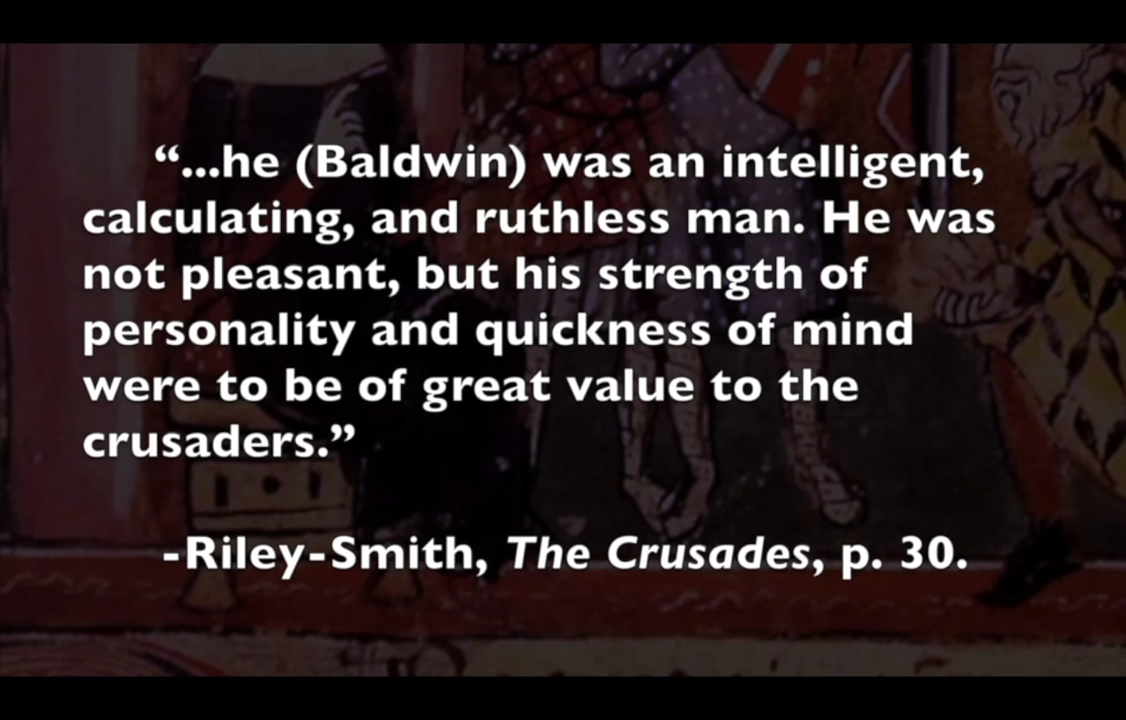 “...he (Baldwin) was an intelligent,
calculating, and ruthless man. He was
not pleasant, but his strength of
personality and quickness of mind
were to be of great value to the
crusaders.”
-Riley-Smith, The Crusades, p. 30.